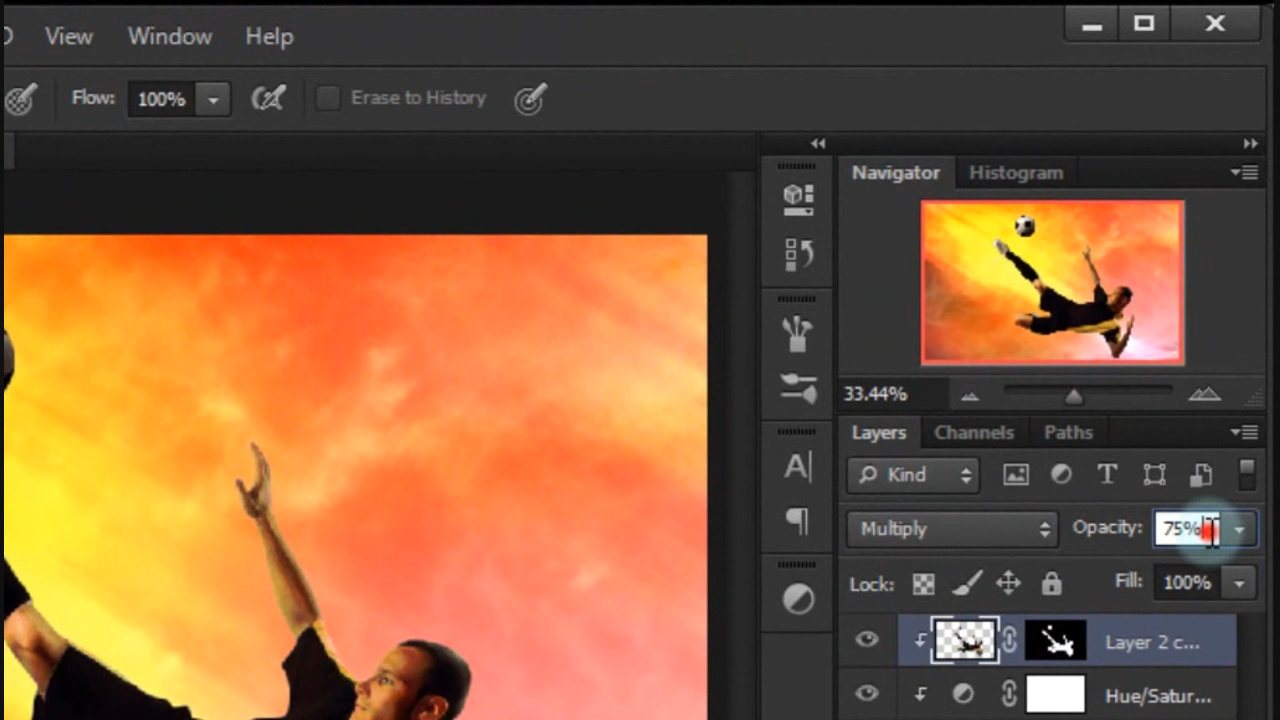 View Window Help
Flow: 100% Erase to History
Navigator Histogram
33.44%
Layers Channels Paths
Kind
Multiply Opacity: 75%
Lock: Fill: 100%
Layer 2 c...
Hue/Satur...